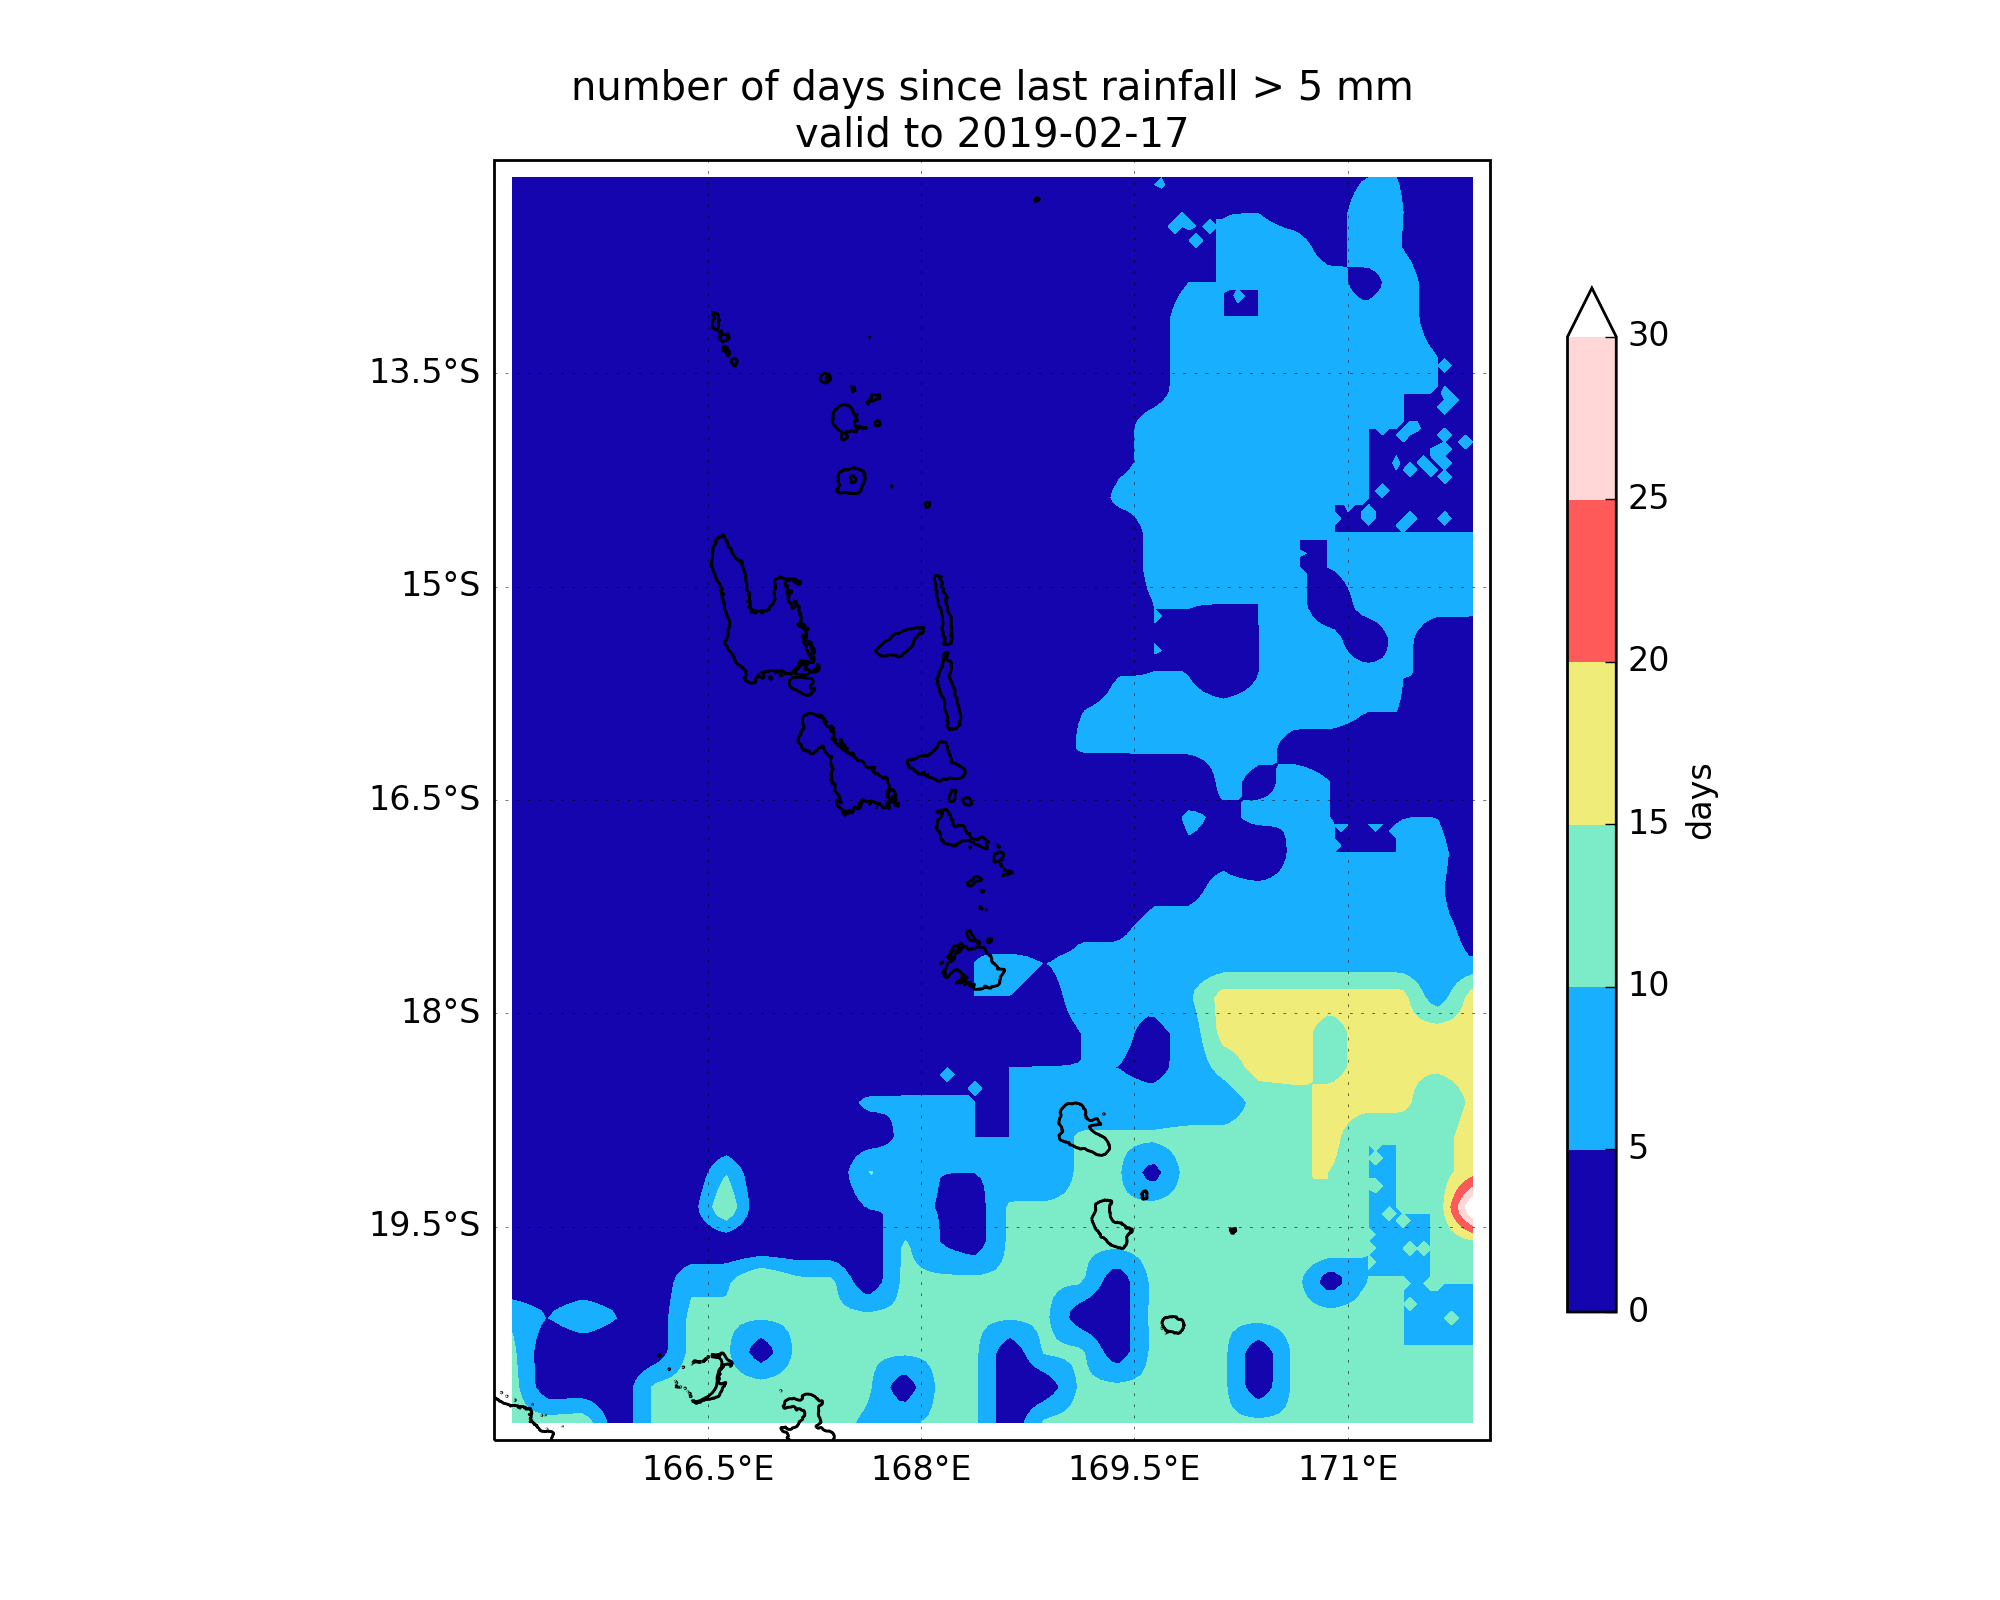 number of days since last rainfall > 5 mm
valid to 2019-02-17
13.5°S
15°S
16.5°S
18°S
19.5°S
166.5°E
168°E
169.5°E
171°E
30
25
20
15
10
5
0
days